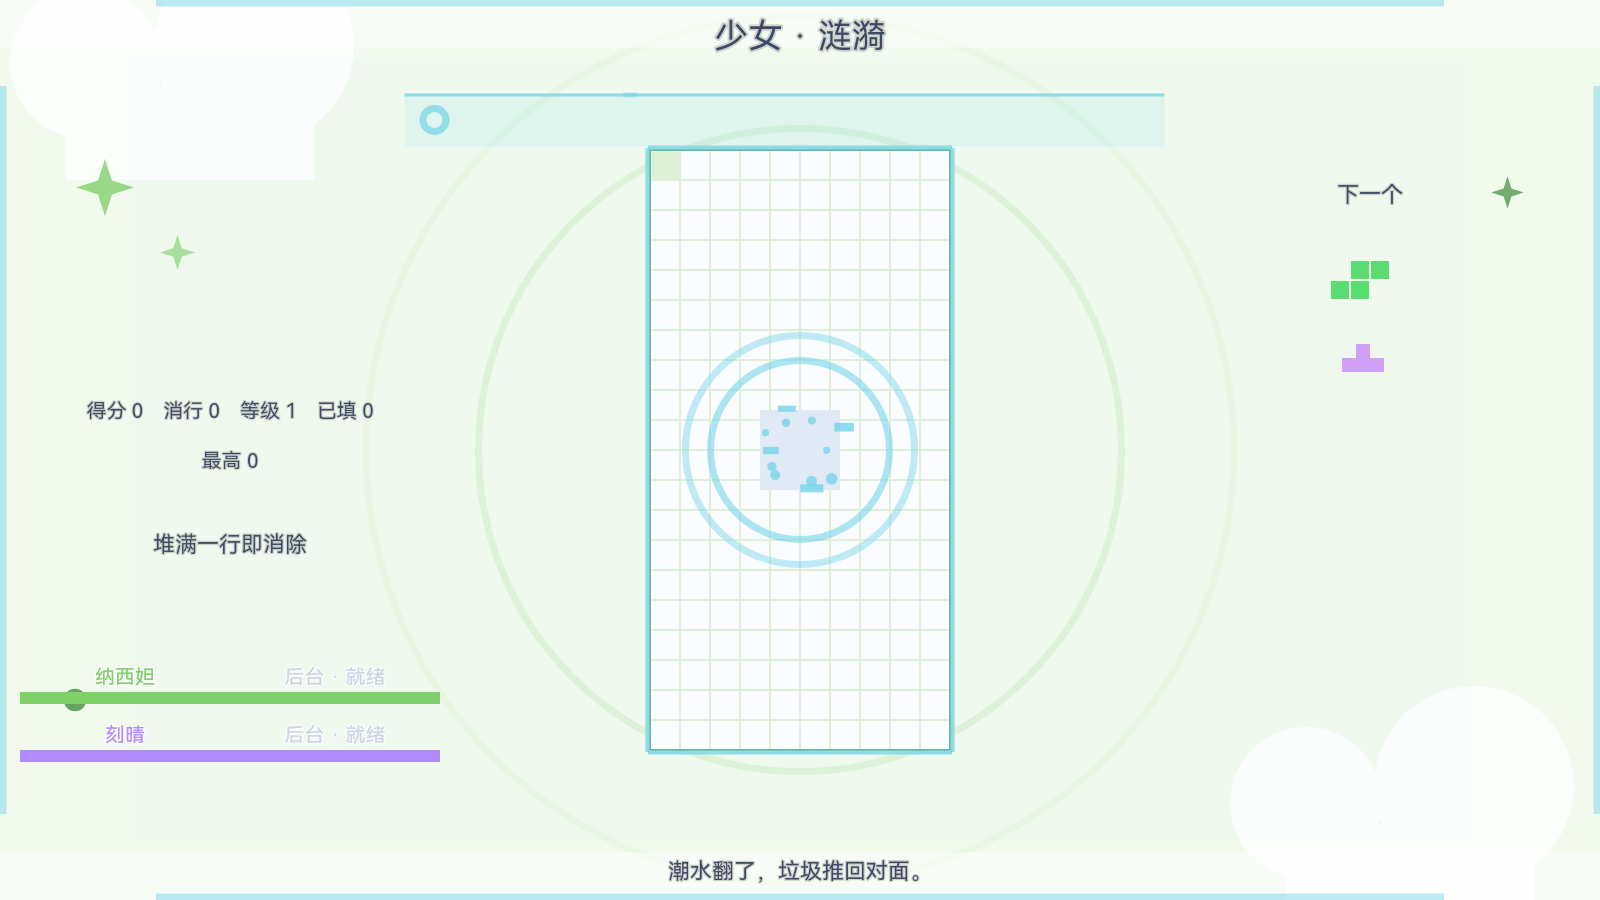 少女 · 涟漪
下一个
得分 0 消行 0 等级 1 已填 0
最高 0
堆满一行即消除
纳西妲 后台 · 就绪
刻晴 后台 · 就绪
潮水翻了，垃圾推回对面。